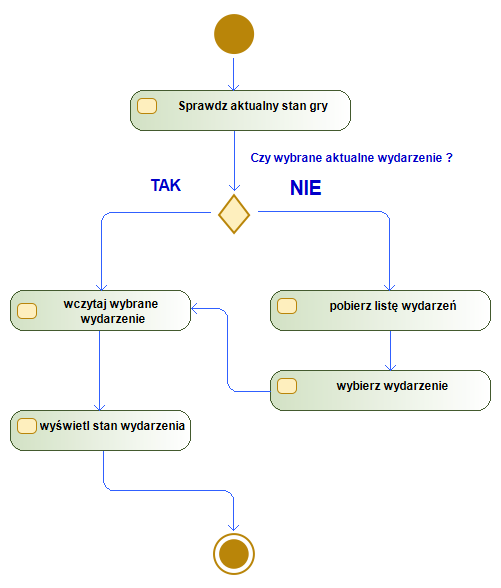 Sprawdz aktualny stan gry
Czy wybrane aktualne wydarzenie ?
TAK
NIE
wczytaj wybrane
wydarzenie
pobierz listę wydarzeń
wybierz wydarzenie
wyświetl stan wydarzenia